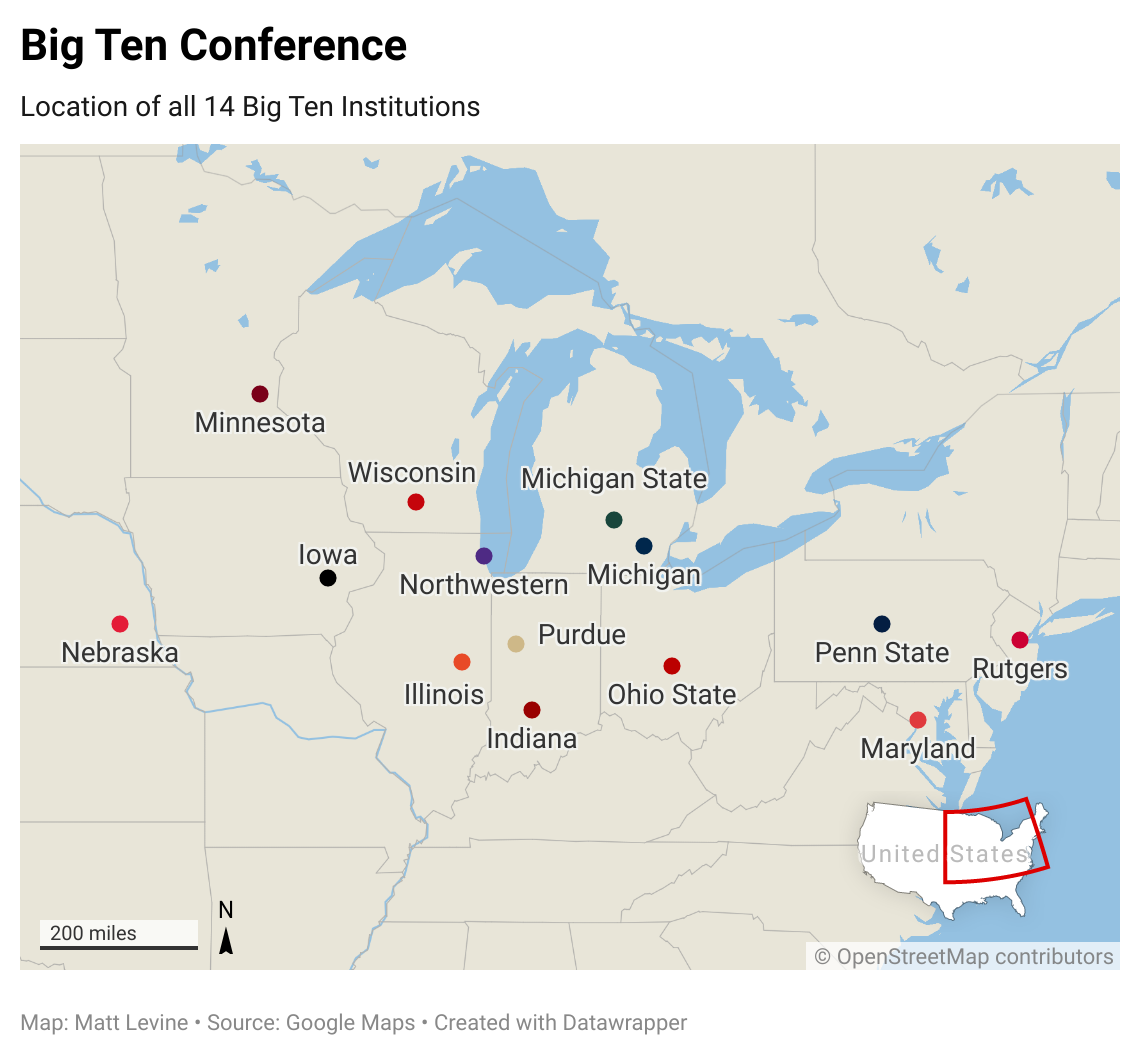 Big Ten Conference
Location of all 14 Big Ten Institutions
Minnesota
Wisconsin
Michigan State
Iowa
Northwestern
Michigan
Nebraska
Purdue
Penn State
Rutgers
Illinois
Ohio State
Indiana
Maryland
United States
N
200 miles
© OpenStreetMap contributors
Map: Matt Levine • Source: Google Maps • Created with Datawrapper